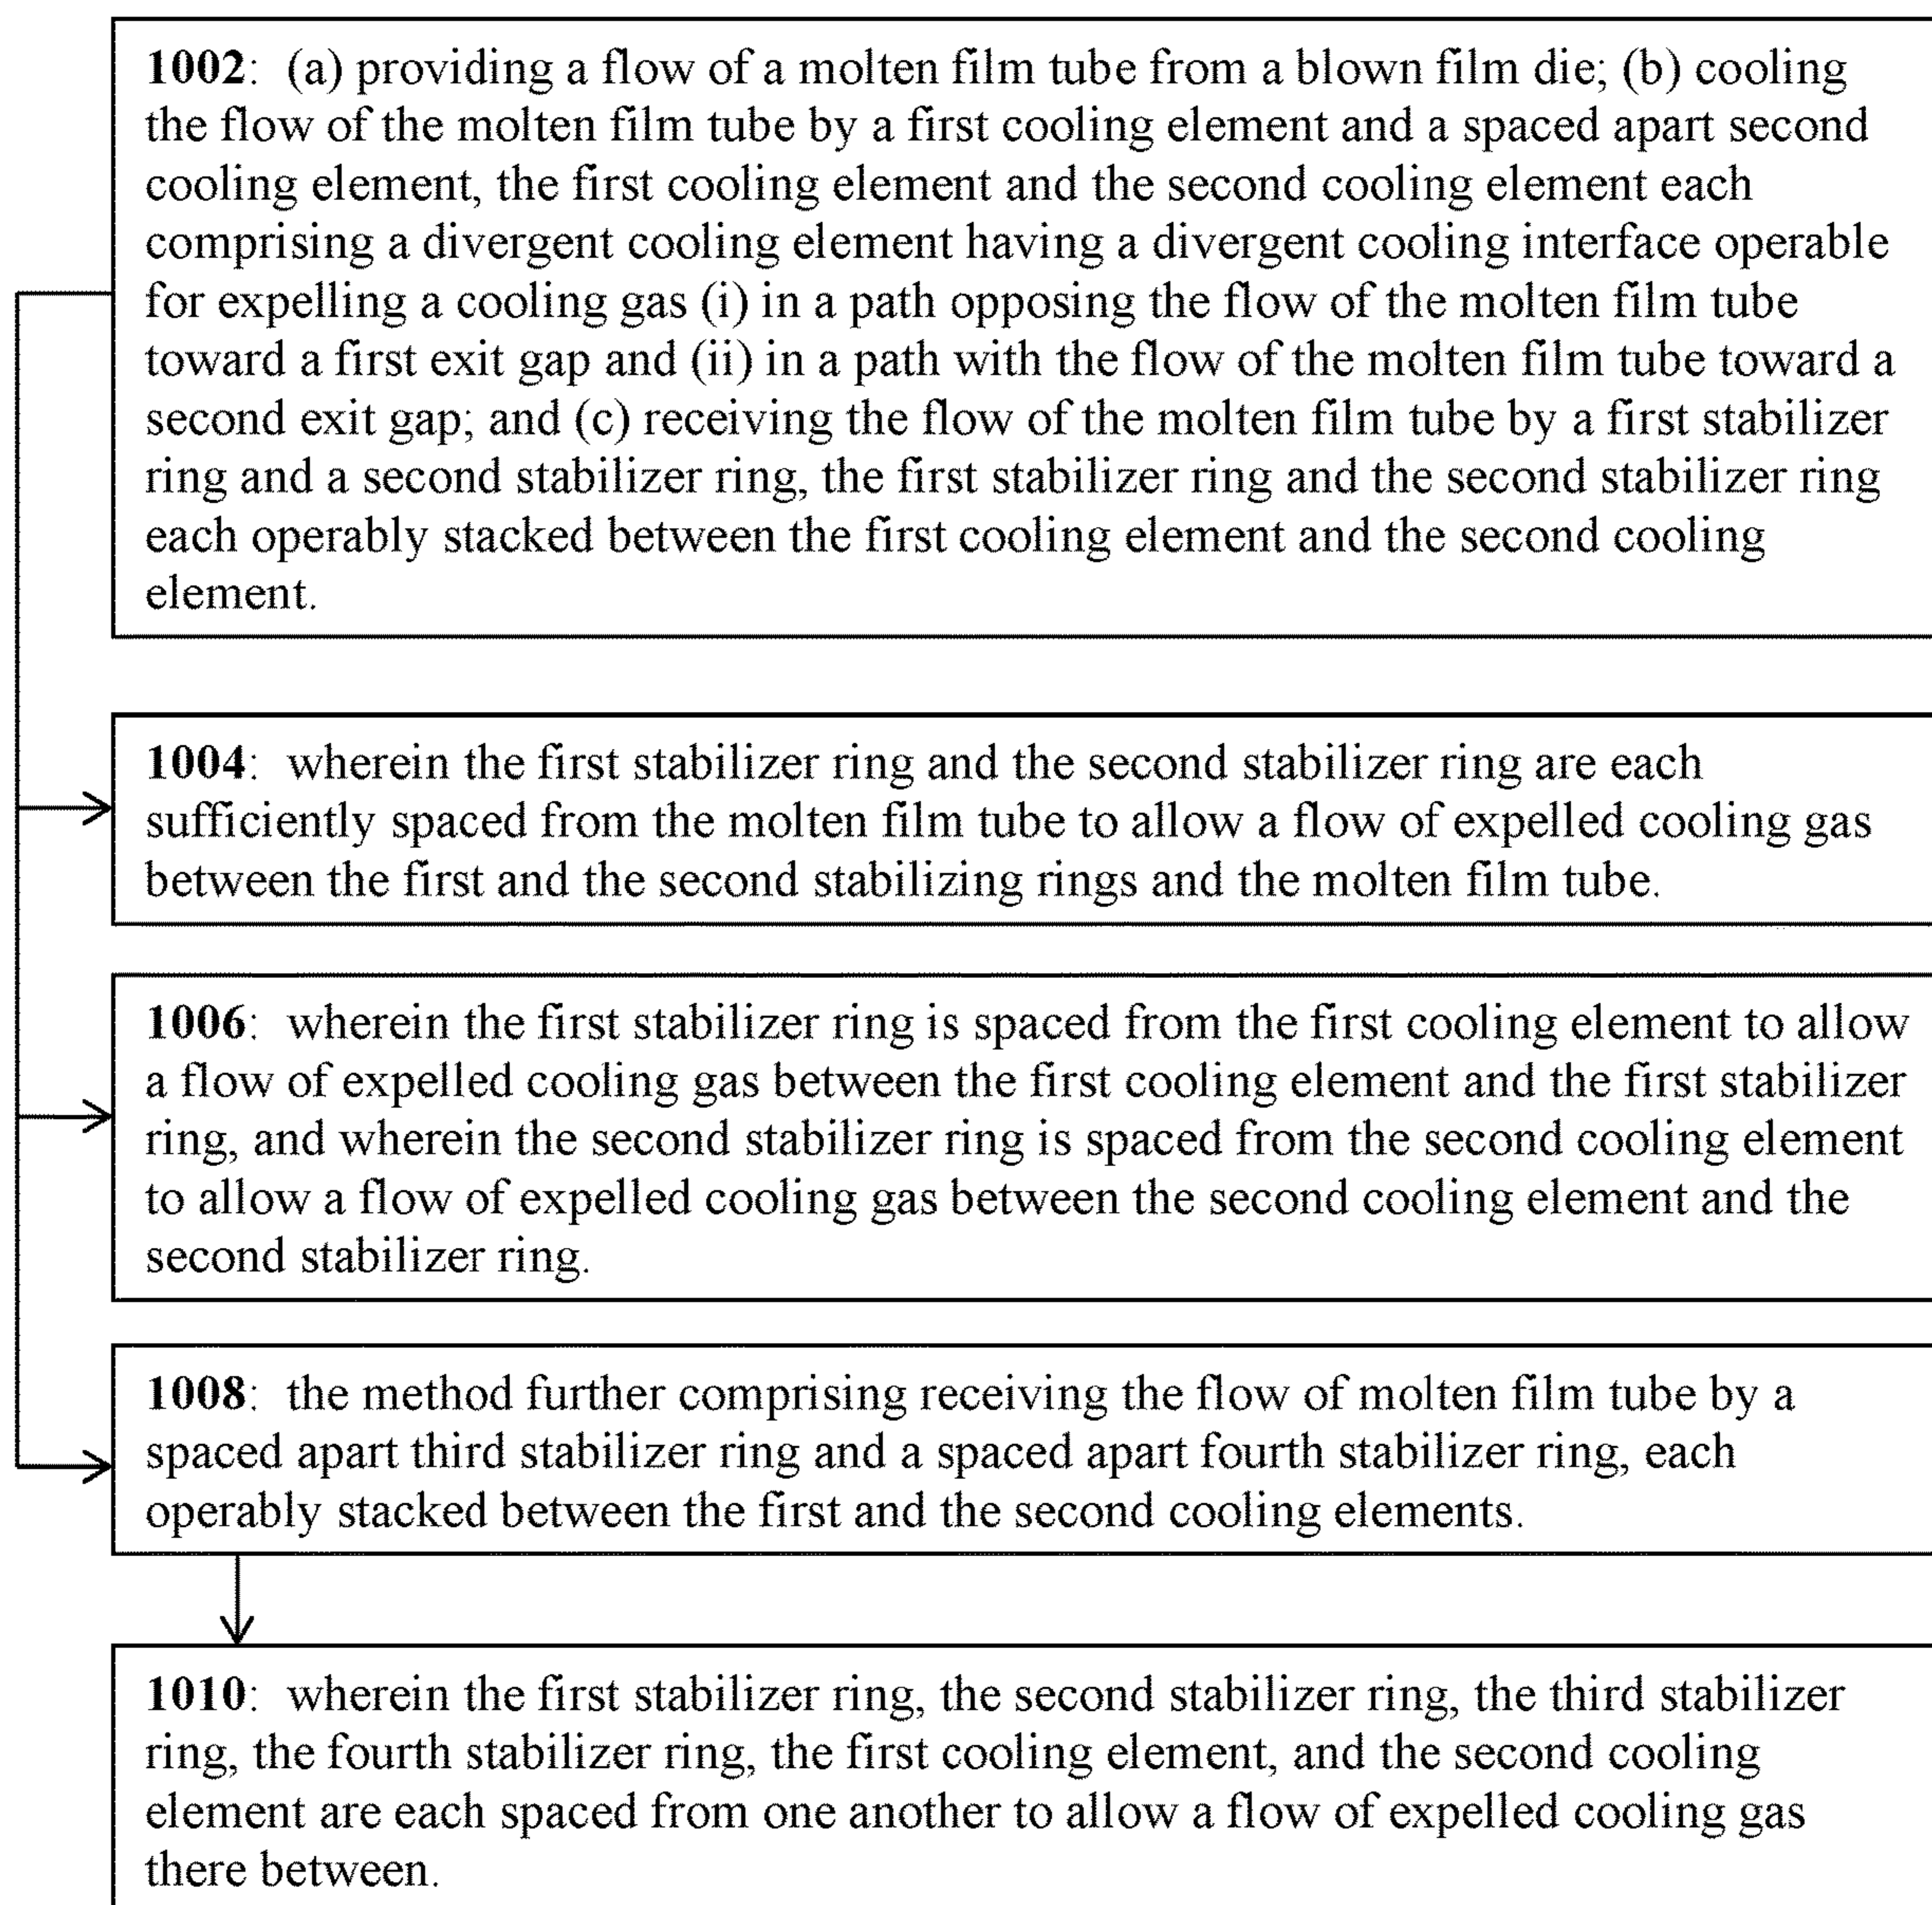 1002: (a) providing a flow of a molten film tube from a blown film die; (b) cooling
the flow of the molten film tube by a first cooling element and a spaced apart second
cooling element, the first cooling element and the second cooling element each
comprising a divergent cooling element having a divergent cooling interface operable
for expelling a cooling gas (i) in a path opposing the flow of the molten film tube
toward a first exit gap and (ii) in a path with the flow of the molten film tube toward a
second exit gap; and (c) receiving the flow of the molten film tube by a first stabilizer
ring and a second stabilizer ring, the first stabilizer ring and the second stabilizer ring
each operably stacked between the first cooling element and the second cooling
element.
1004: wherein the first stabilizer ring and the second stabilizer ring are each
sufficiently spaced from the molten film tube to allow a flow of expelled cooling gas
between the first and the second stabilizing rings and the molten film tube.
1006: wherein the first stabilizer ring is spaced from the first cooling element to allow
a flow of expelled cooling gas between the first cooling element and the first stabilizer
ring, and wherein the second stabilizer ring is spaced from the second cooling element
to allow a flow of expelled cooling gas between the second cooling element and the
second stabilizer ring.
1008: the method further comprising receiving the flow of molten film tube by a
spaced apart third stabilizer ring and a spaced apart fourth stabilizer ring, each
operably stacked between the first and the second cooling elements.
1010: wherein the first stabilizer ring, the second stabilizer ring, the third stabilizer
ring, the fourth stabilizer ring, the first cooling element, and the second cooling
element are each spaced from one another to allow a flow of expelled cooling gas
there between.